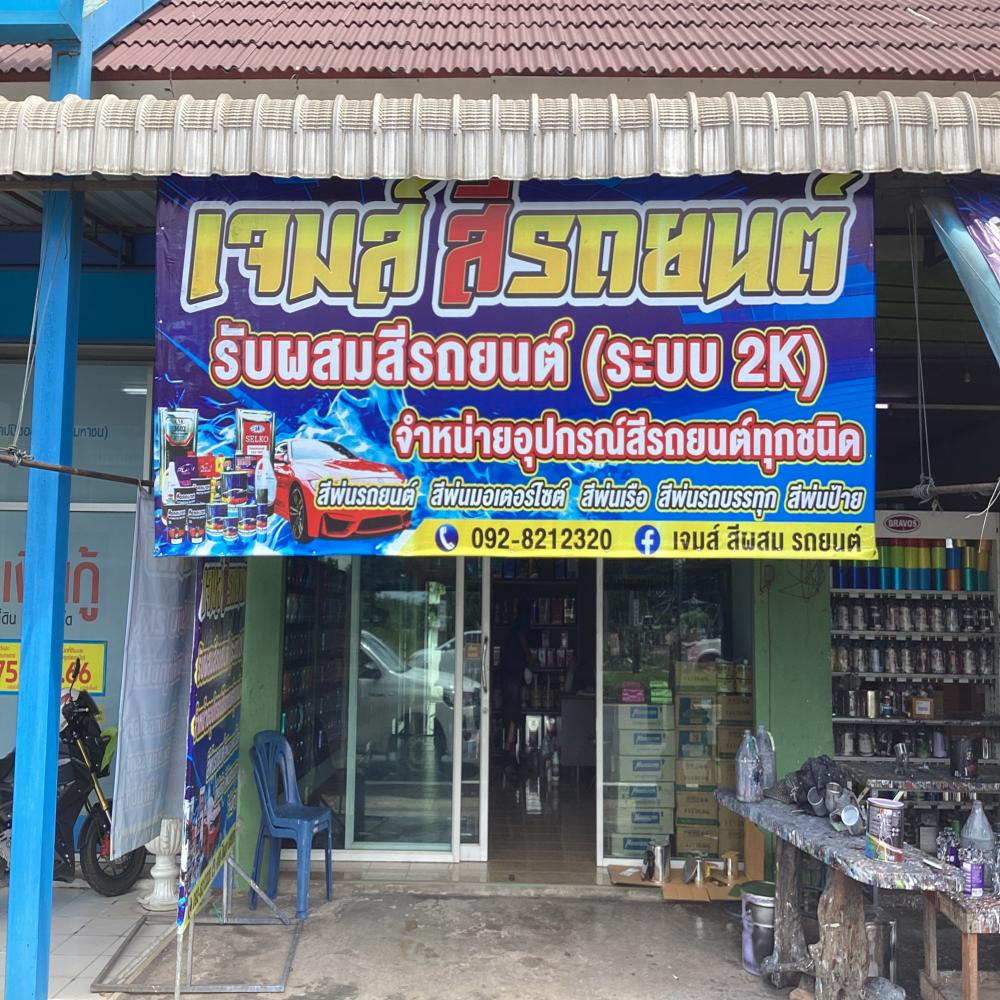 เจมส์ สีรถยนต์
รับผสมสีรถยนต์ (ระบบ 2K)
จำหน่ายอุปกรณ์สีรถยนต์ทุกชนิด
SELKO
สีพ่นรถยนต์ สีพ่นมอเตอร์ไซต์ สีพ่นเรือ สีพ่นรถบรรทุก สีพ่นป้าย
092-8212320 เจมส์ สีผสม รถยนต์
BRAVOS